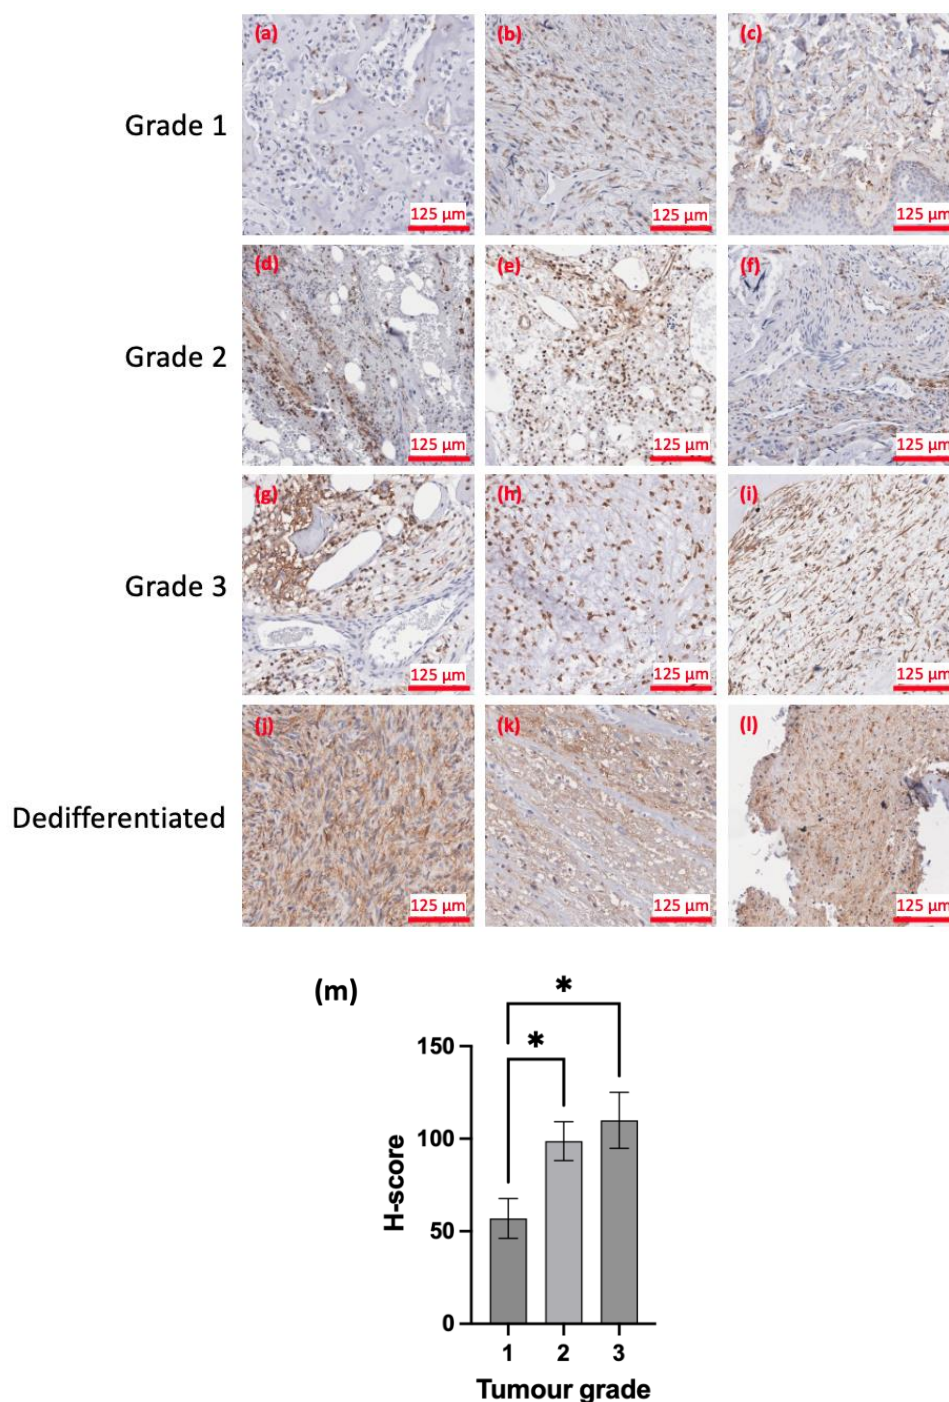 (a) (b) (c)
Grade 1
125 µm 125 µm 125 µm
(d) (e) (f)
Grade 2
125 µm 125 µm 125 µm
(g) (h) (i)
Grade 3
125 µm 125 µm 125 µm
(j) (k) (l)
Dedifferentiated
125 µm 125 µm 125 µm
(m)
*
*
150
100
50
0
H-score
1 2 3
Tumour grade